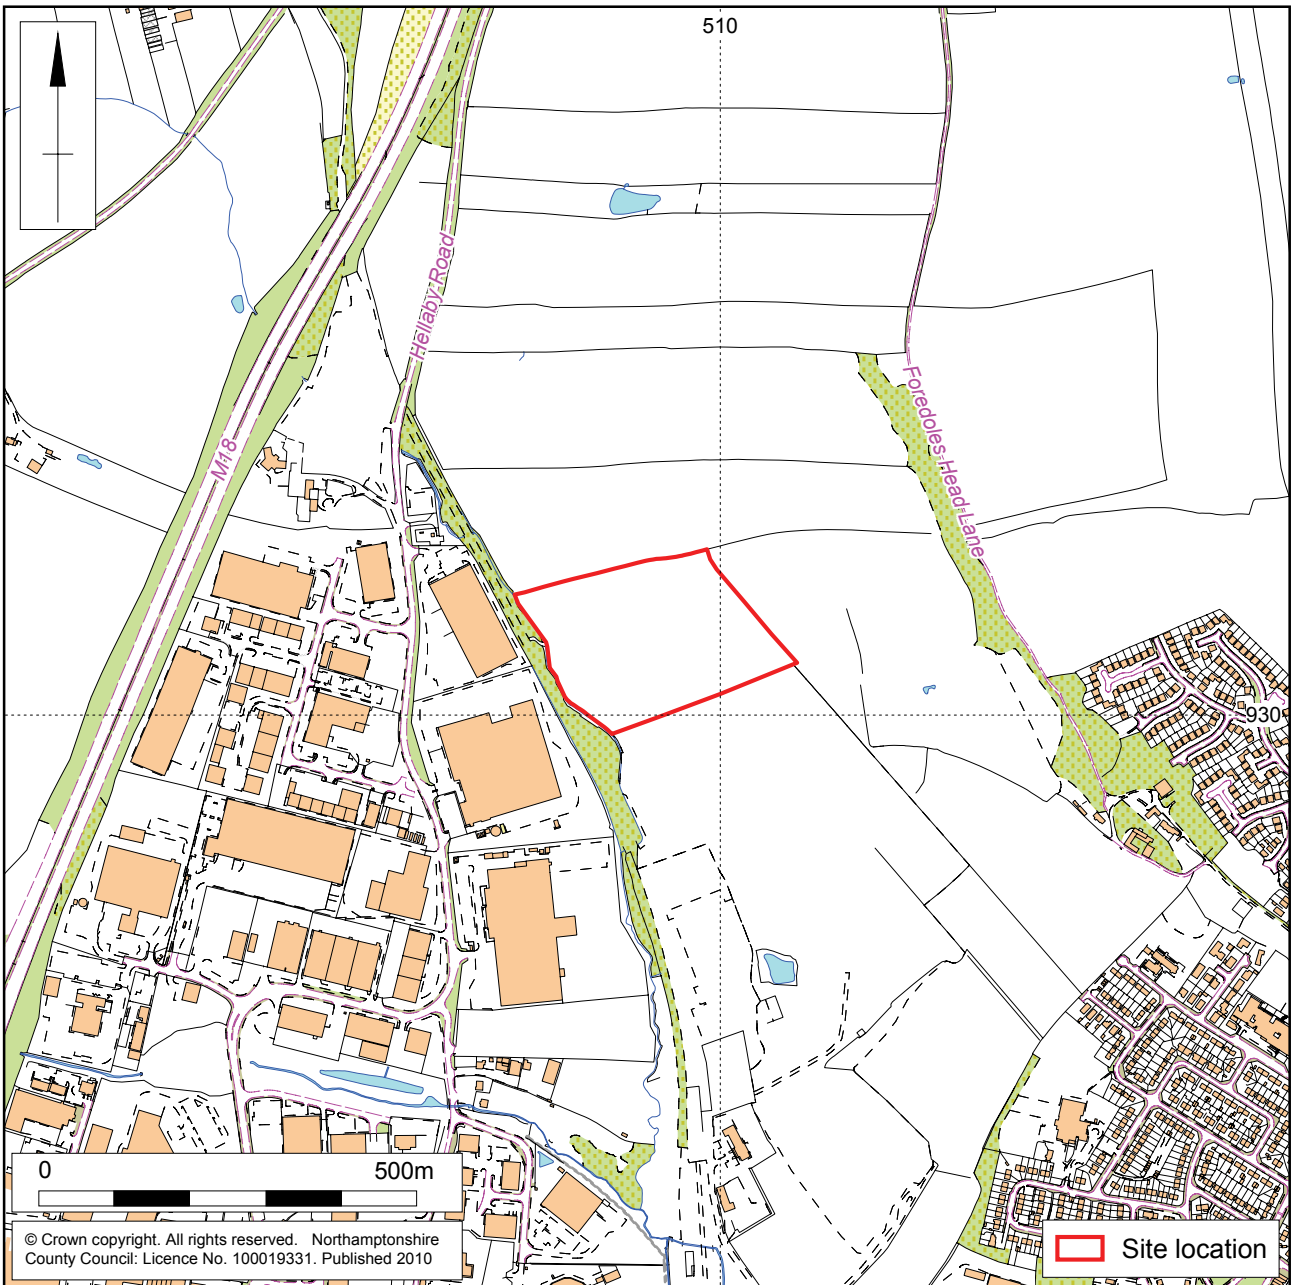 510
Hellaby Road
M18
Foredoles Head Lane
930
0 500m
© Crown copyright. All rights reserved. Northamptonshire
County Council: Licence No. 100019331. Published 2010
Site location